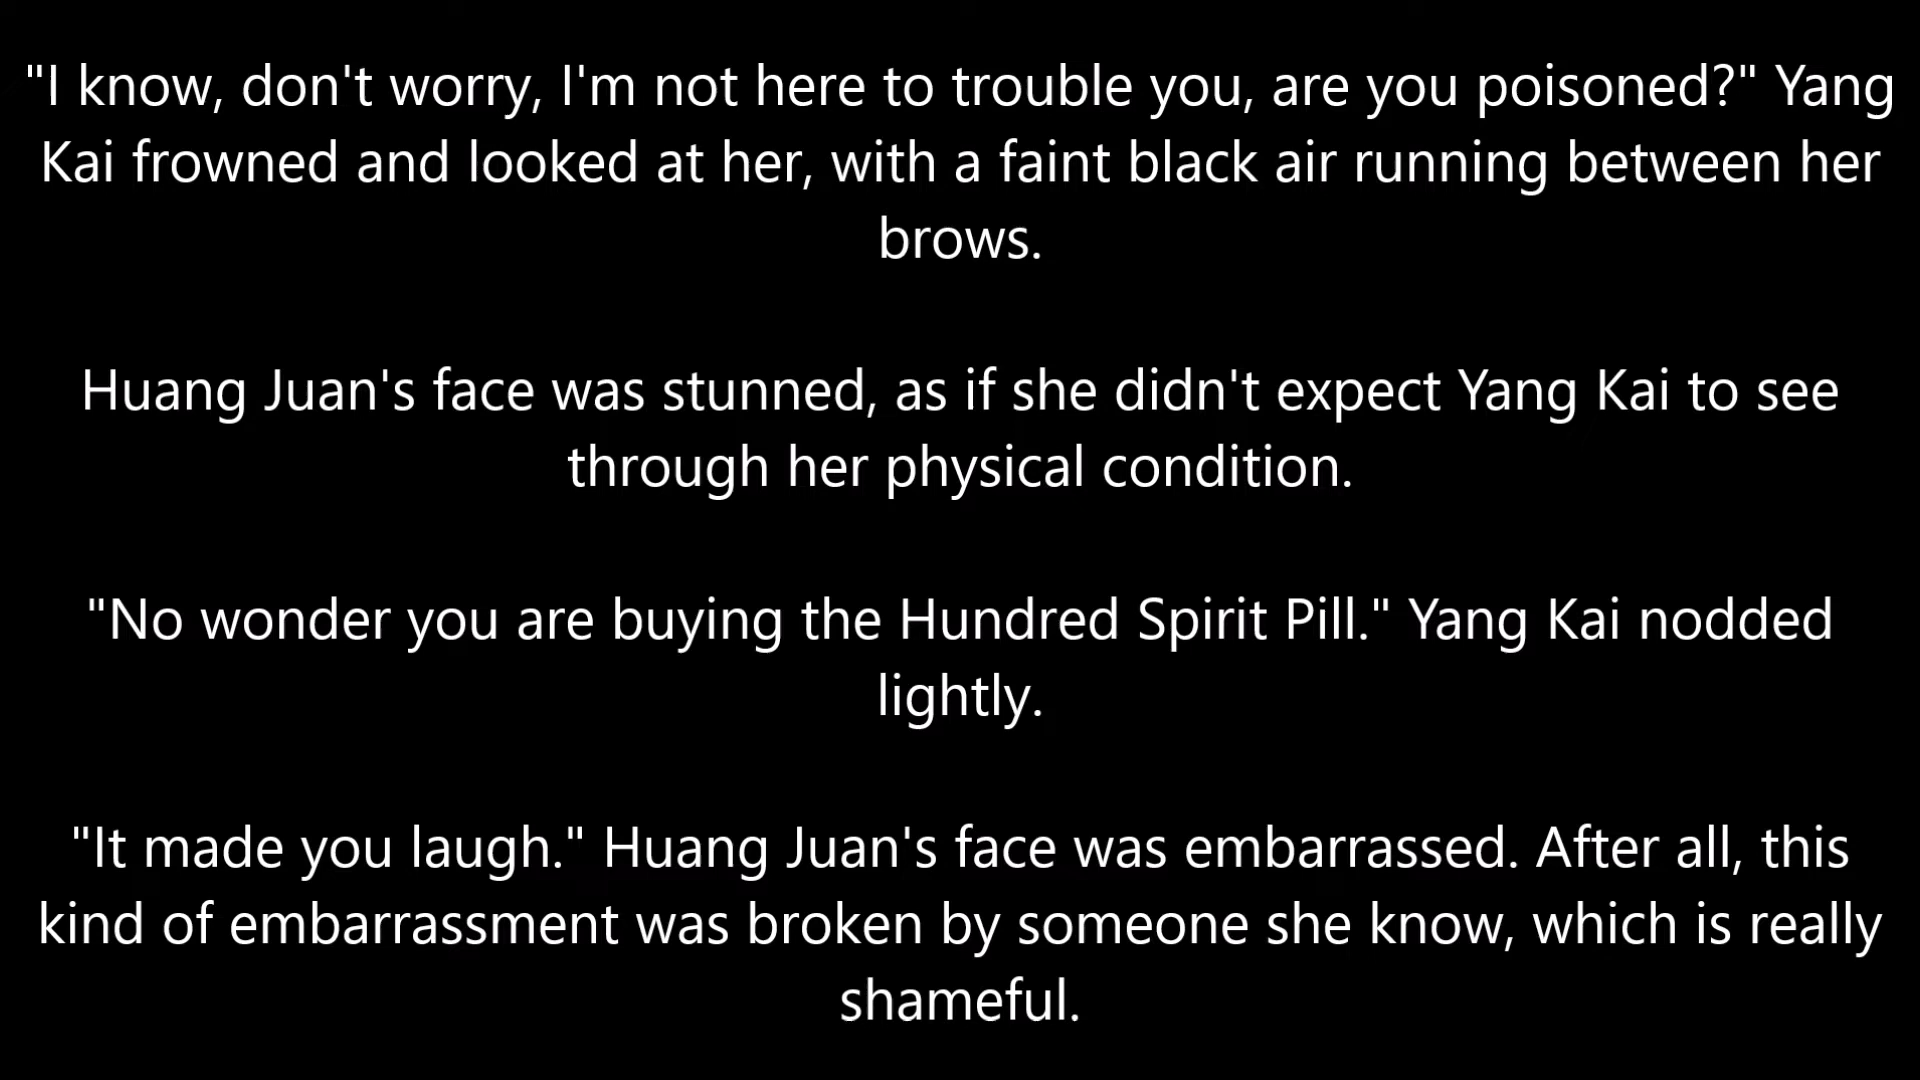 "I know, don't worry, I'm not here to trouble you, are you poisoned?" Yang
Kai frowned and looked at her, with a faint black air running between her
brows.
Huang Juan's face was stunned, as if she didn't expect Yang Kai to see
through her physical condition.
"No wonder you are buying the Hundred Spirit Pill." Yang Kai nodded
lightly.
"It made you laugh." Huang Juan's face was embarrassed. After all, this
kind of embarrassment was broken by someone she know, which is really
shameful.